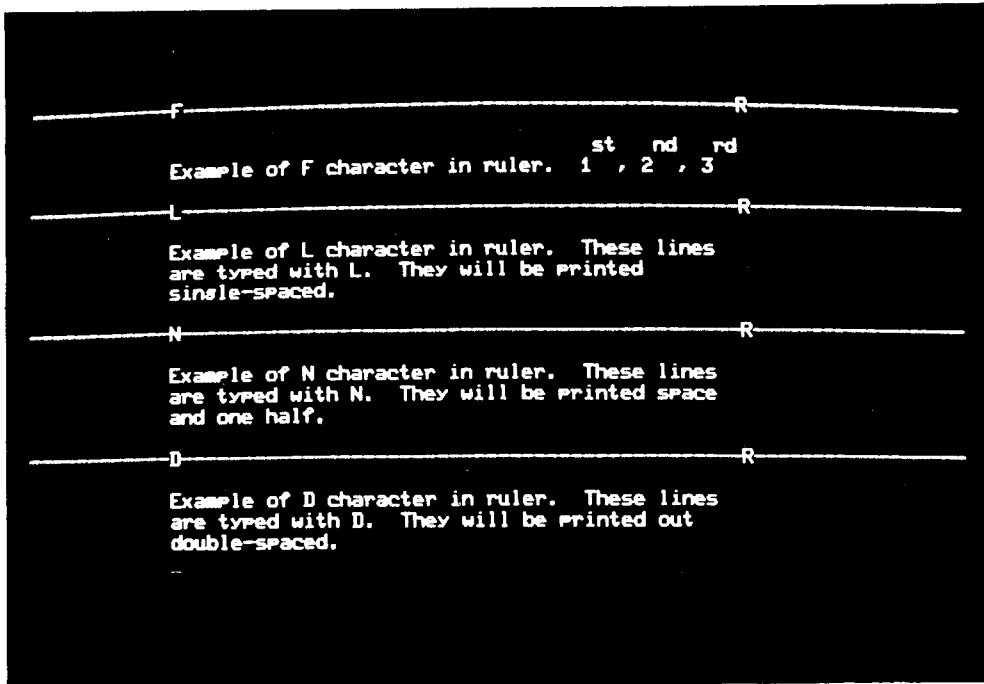 F R
st nd rd
Example of F character in ruler. 1 , 2 , 3
L R
Example of L character in ruler. These lines
are typed with L. They will be printed
single-spaced.
N R
Example of N character in ruler. These lines
are typed with N. They will be printed space
and one half.
D R
Example of D character in ruler. These lines
are typed with D. They will be printed out
double-spaced.